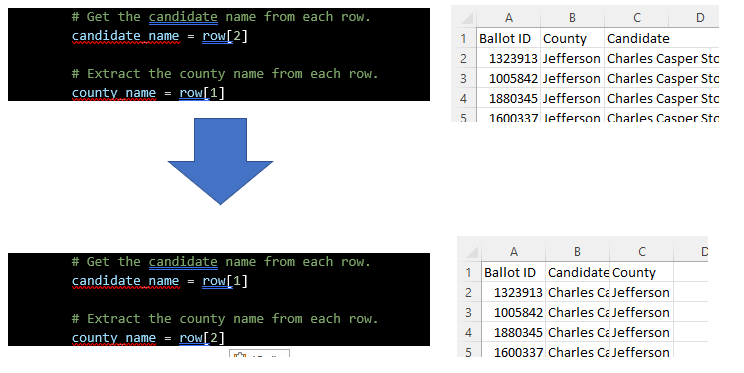 # Get the candidate name from each row.
candidate_name = row[2]
# Extract the county name from each row.
county_name = row[1]
A B C D
1 Ballot ID County Candidate
2 1323913 Jefferson Charles Casper Sto
3 1005842 Jefferson Charles Casper Sto
4 1880345 Jefferson Charles Casper Sto
5 1600337 Jefferson Charles Casper Sto
# Get the candidate name from each row.
candidate_name = row[1]
# Extract the county name from each row.
county_name = row[2]
A B C D
1 Ballot ID Candidate County
2 1323913 Charles Ca Jefferson
3 1005842 Charles Ca Jefferson
4 1880345 Charles Ca Jefferson
5 1600337 Charles Ca Jefferson